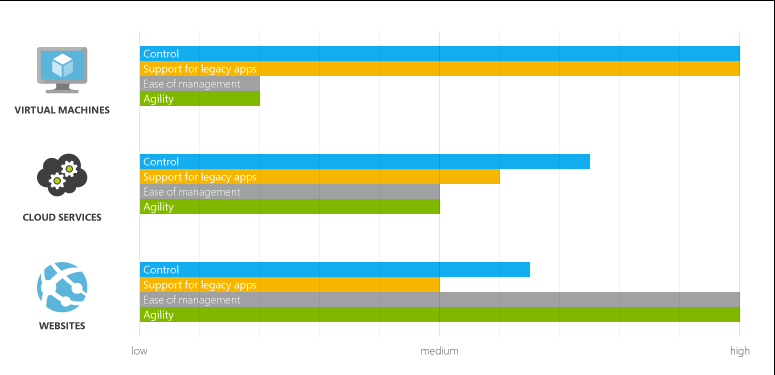 Control
Support for legacy apps
Ease of management
Agility
VIRTUAL MACHINES
Control
Support for legacy apps
Ease of management
Agility
CLOUD SERVICES
Control
Support for legacy apps
Ease of management
Agility
WEBSITES
low medium high